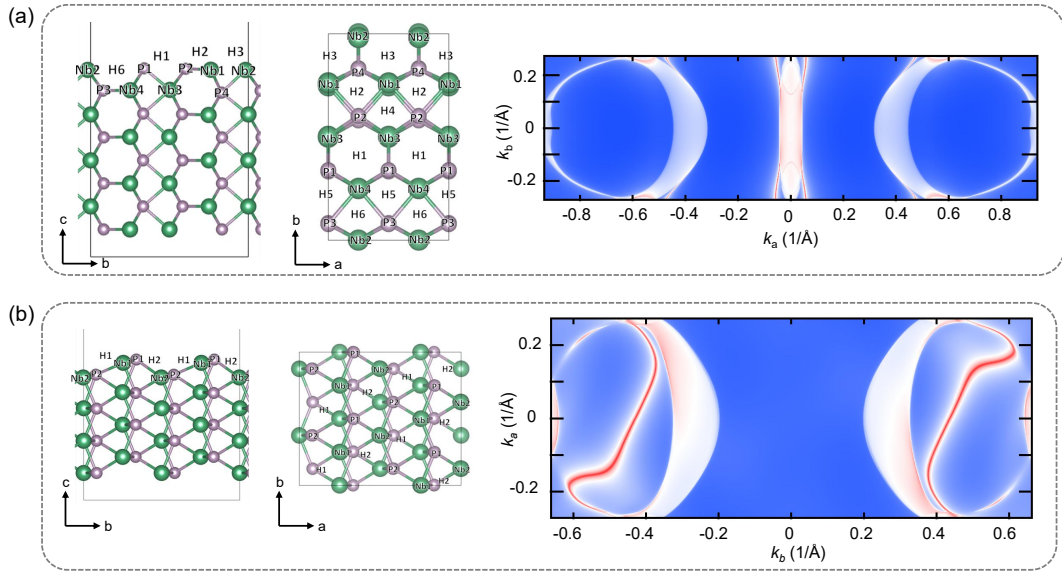 (a)
H1 H2 H3
Nb2 H6 P1 P2 Nb1 Nb2
P3 Nb4 Nb3 P4
c
b
Nb2 Nb2
H3 H3 H3
P4 P4
Nb1 H2 Nb1 H2 Nb1
H4
P2 P2
Nb3 Nb3 Nb3
H1 H1
P1 P1 P1
Nb4 Nb4
H5 H5 H5
H6 H6
P3 P3 P3
Nb2 Nb2
b
a
k_b (1/Å)
0.2
0
-0.2
-0.8 -0.6 -0.4 -0.2 0 0.2 0.4 0.6 0.8
k_a (1/Å)
(b)
H1 P1 H2 H1 P1 H2
Nb2 P2 Nb1 Nb2 P2 Nb1 Nb2
c
b
P1
P2 H1 H2
Nb1 H2 P1
H1 P2
P1 Nb1 H2
P2 Nb2 H1
H2 P1
H1 P2 Nb2
Nb1 H2
b
a
k_a (1/Å)
0.2
0
-0.2
-0.6 -0.4 -0.2 0 0.2 0.4 0.6
k_b (1/Å)